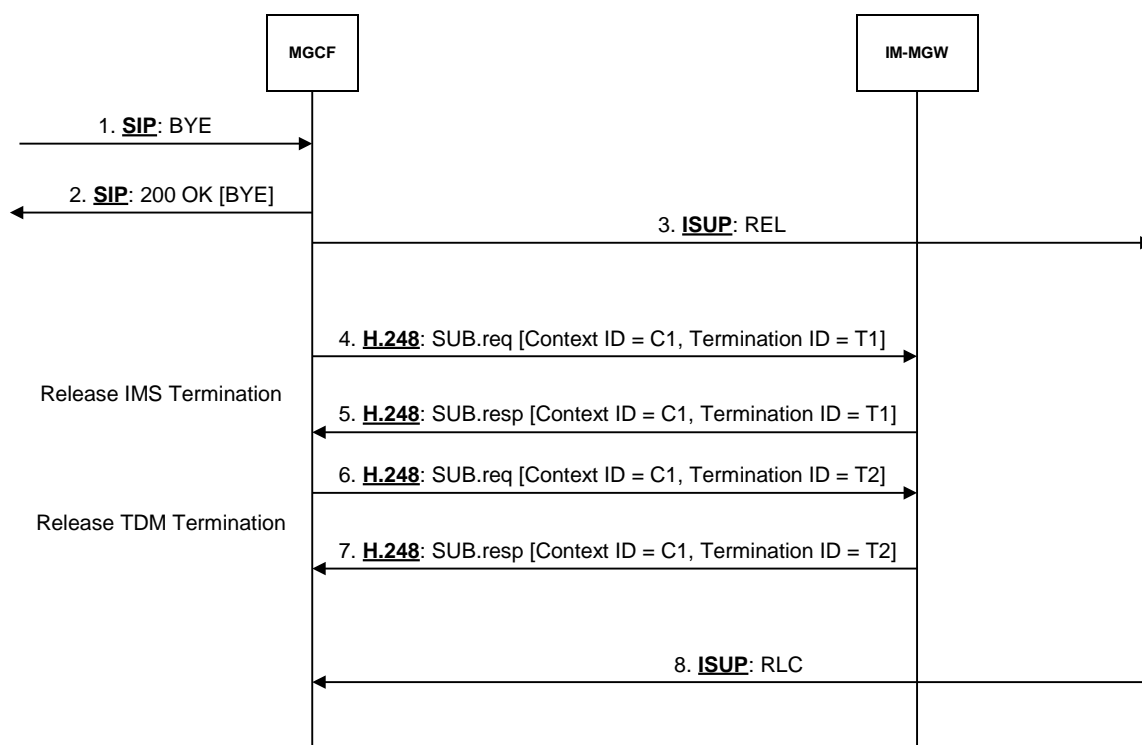 MGCF
IM-MGW
1. SIP: BYE
2. SIP: 200 OK [BYE]
3. ISUP: REL
4. H.248: SUB.req [Context ID = C1, Termination ID = T1]
Release IMS Termination
5. H.248: SUB.resp [Context ID = C1, Termination ID = T1]
6. H.248: SUB.req [Context ID = C1, Termination ID = T2]
Release TDM Termination
7. H.248: SUB.resp [Context ID = C1, Termination ID = T2]
8. ISUP: RLC